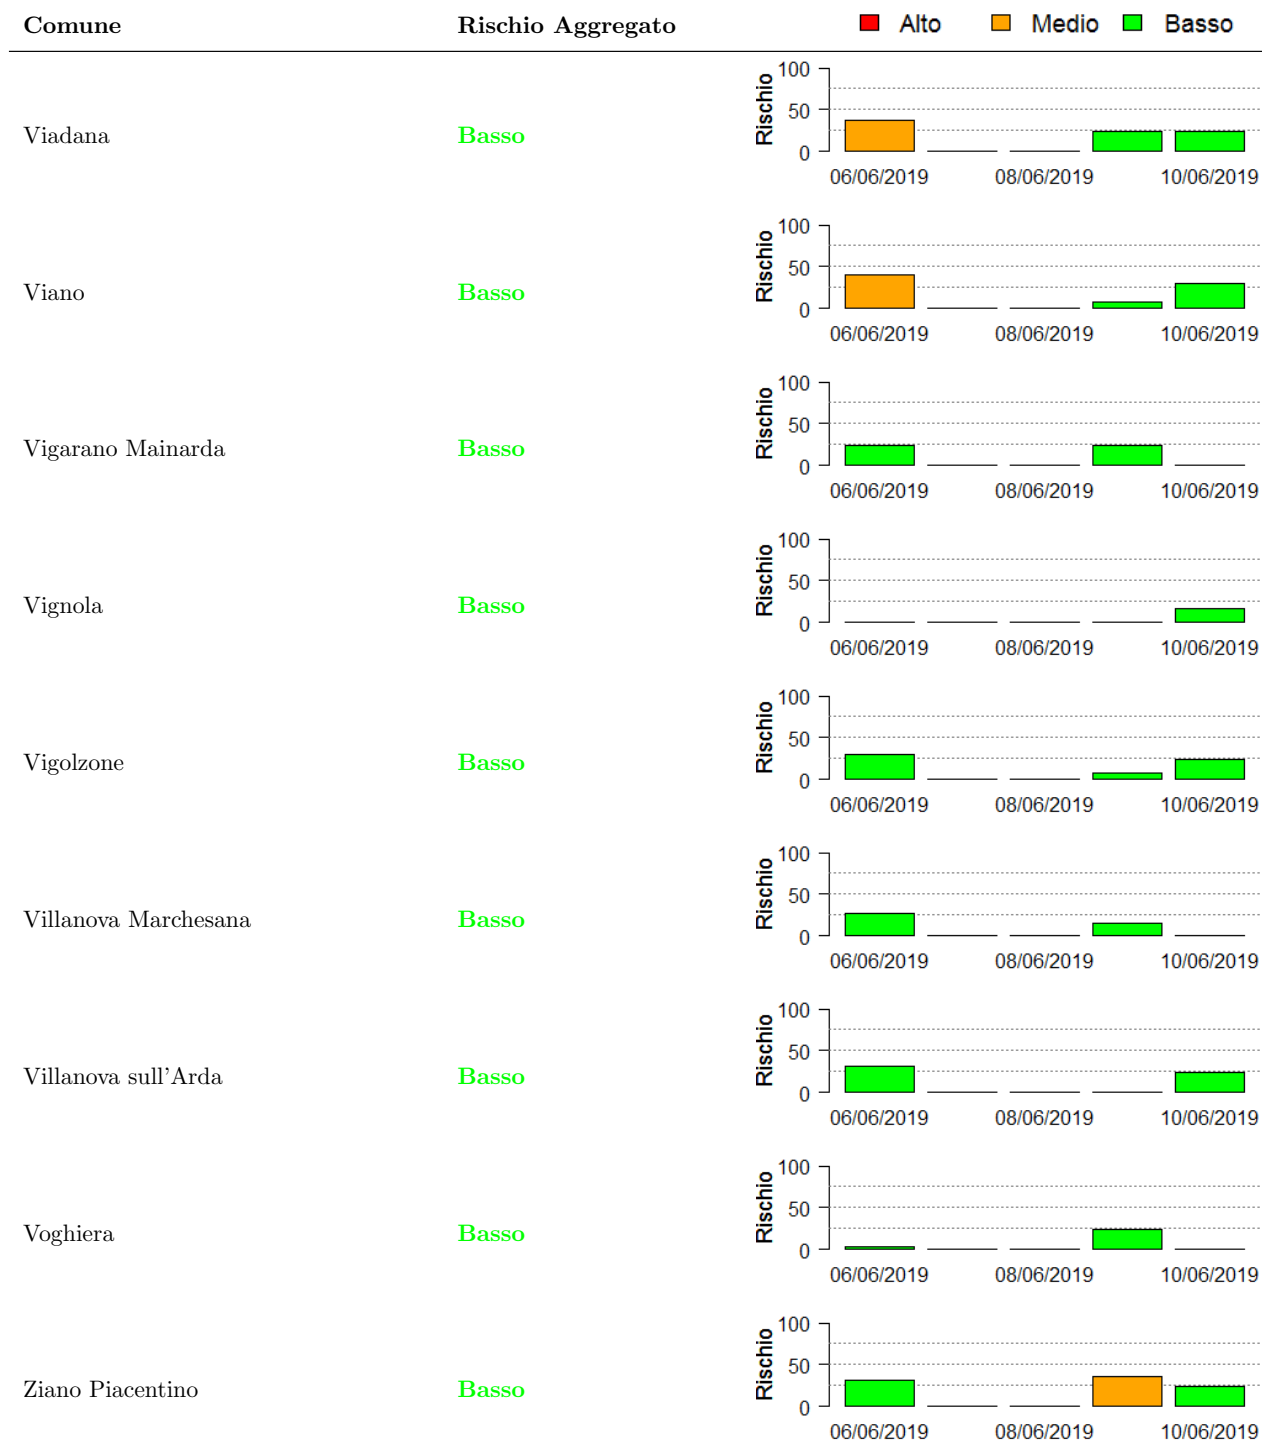 Comune Rischio Aggregato Alto Medio Basso
100
50
0
Rischio
Viadana Basso
06/06/2019 08/06/2019 10/06/2019
100
50
0
Rischio
Viano Basso
06/06/2019 08/06/2019 10/06/2019
100
50
0
Rischio
Vigarano Mainarda Basso
06/06/2019 08/06/2019 10/06/2019
100
50
0
Rischio
Vignola Basso
06/06/2019 08/06/2019 10/06/2019
100
50
0
Rischio
Vigolzone Basso
06/06/2019 08/06/2019 10/06/2019
100
50
0
Rischio
Villanova Marchesana Basso
06/06/2019 08/06/2019 10/06/2019
100
50
0
Rischio
Villanova sull'Arda Basso
06/06/2019 08/06/2019 10/06/2019
100
50
0
Rischio
Voghiera Basso
06/06/2019 08/06/2019 10/06/2019
100
50
0
Rischio
Ziano Piacentino Basso
06/06/2019 08/06/2019 10/06/2019